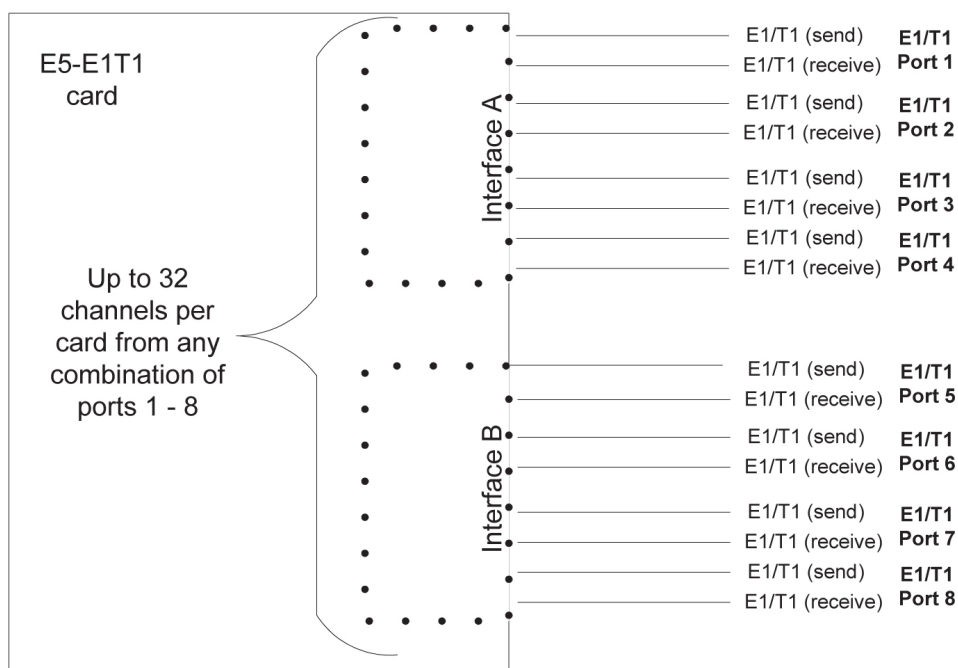 E5-E1T1
card
Up to 32
channels per
card from any
combination of
ports 1 - 8
Interface A
E1/T1 (send) E1/T1
E1/T1 (receive) Port 1
E1/T1 (send) E1/T1
E1/T1 (receive) Port 2
E1/T1 (send) E1/T1
E1/T1 (receive) Port 3
E1/T1 (send) E1/T1
E1/T1 (receive) Port 4
Interface B
E1/T1 (send) E1/T1
E1/T1 (receive) Port 5
E1/T1 (send) E1/T1
E1/T1 (receive) Port 6
E1/T1 (send) E1/T1
E1/T1 (receive) Port 7
E1/T1 (send) E1/T1
E1/T1 (receive) Port 8